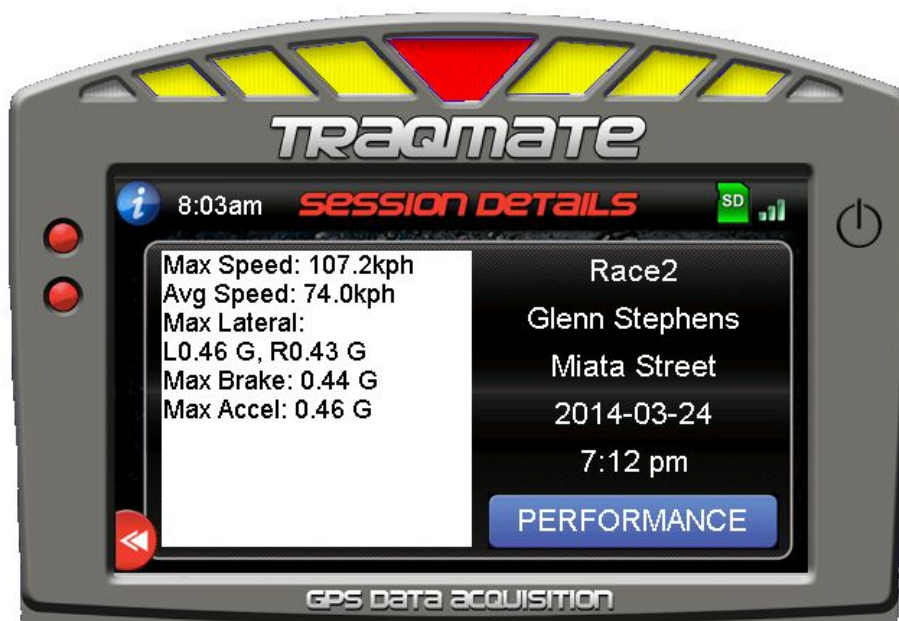 TRAQMATE
8:03am SESSION DETAILS SD
Max Speed: 107.2kph
Avg Speed: 74.0kph
Max Lateral:
L0.46 G, R0.43 G
Max Brake: 0.44 G
Max Accel: 0.46 G
Race2
Glenn Stephens
Miata Street
2014-03-24
7:12 pm
PERFORMANCE
GPS DATA ACQUISITION